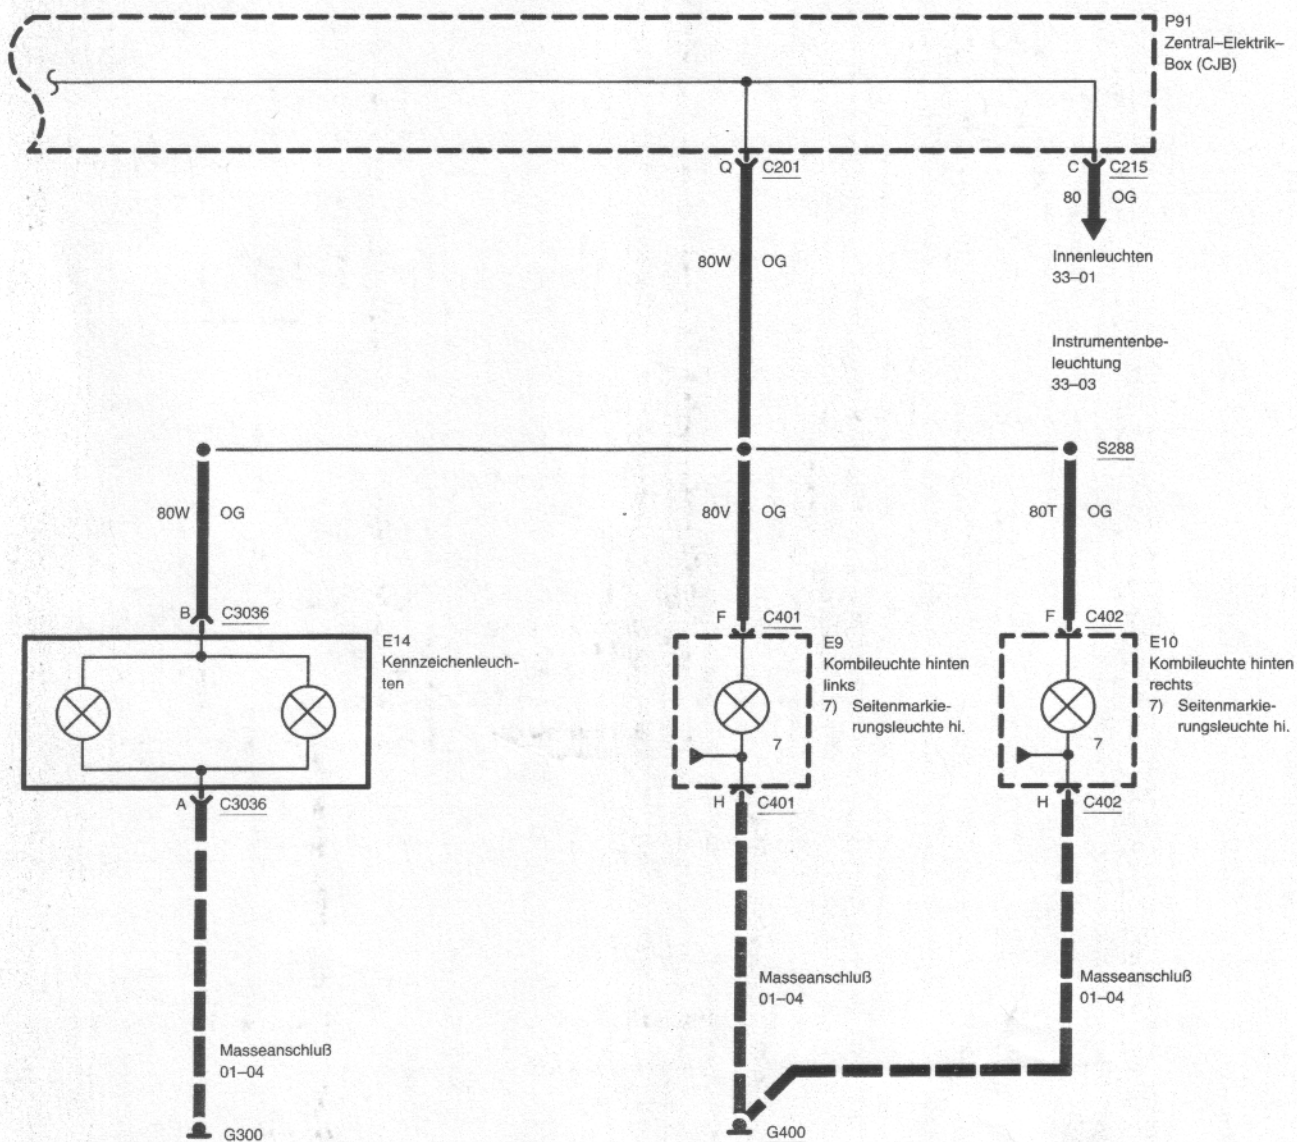 P91
Zentral–Elektrik–
Box (CJB)
Q C201
C C215
80 OG
80W OG
Innenleuchten
33–01
Instrumentenbe-
leuchtung
33–03
S288
80W OG
80V OG
80T OG
B C3036
F C401
F C402
E14
Kennzeichenleuch-
ten
E9
Kombileuchte hinten
links
7) Seitenmarkie-
rungsleuchte hi.
7
E10
Kombileuchte hinten
rechts
7) Seitenmarkie-
rungsleuchte hi.
7
A C3036
H C401
H C402
Masseanschluß
01–04
Masseanschluß
01–04
Masseanschluß
01–04
G300
G400